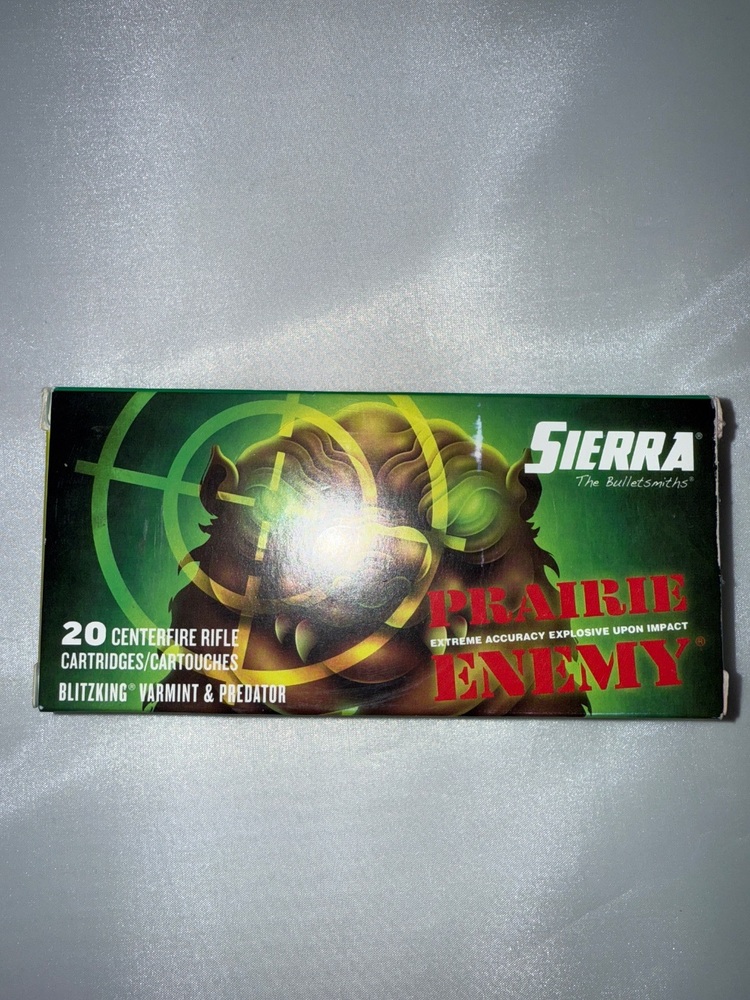 SIERRA®
The Bulletsmiths®
PRAIRIE
EXTREME ACCURACY EXPLOSIVE UPON IMPACT
ENEMY®
20 CENTERFIRE RIFLE
CARTRIDGES/CARTOUCHES
BLITZKING® VARMINT & PREDATOR